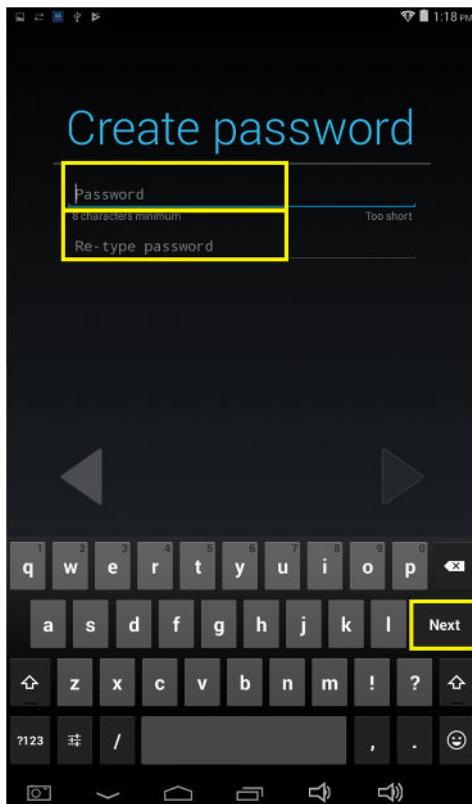 1:18 PM
Create password
Password
8 characters minimum Too short
Re-type password
1 2 3 4 5 6 7 8 9 0
q w e r t y u i o p
a s d f g h j k l Next
z x c v b n m ! ?
?123 / , .